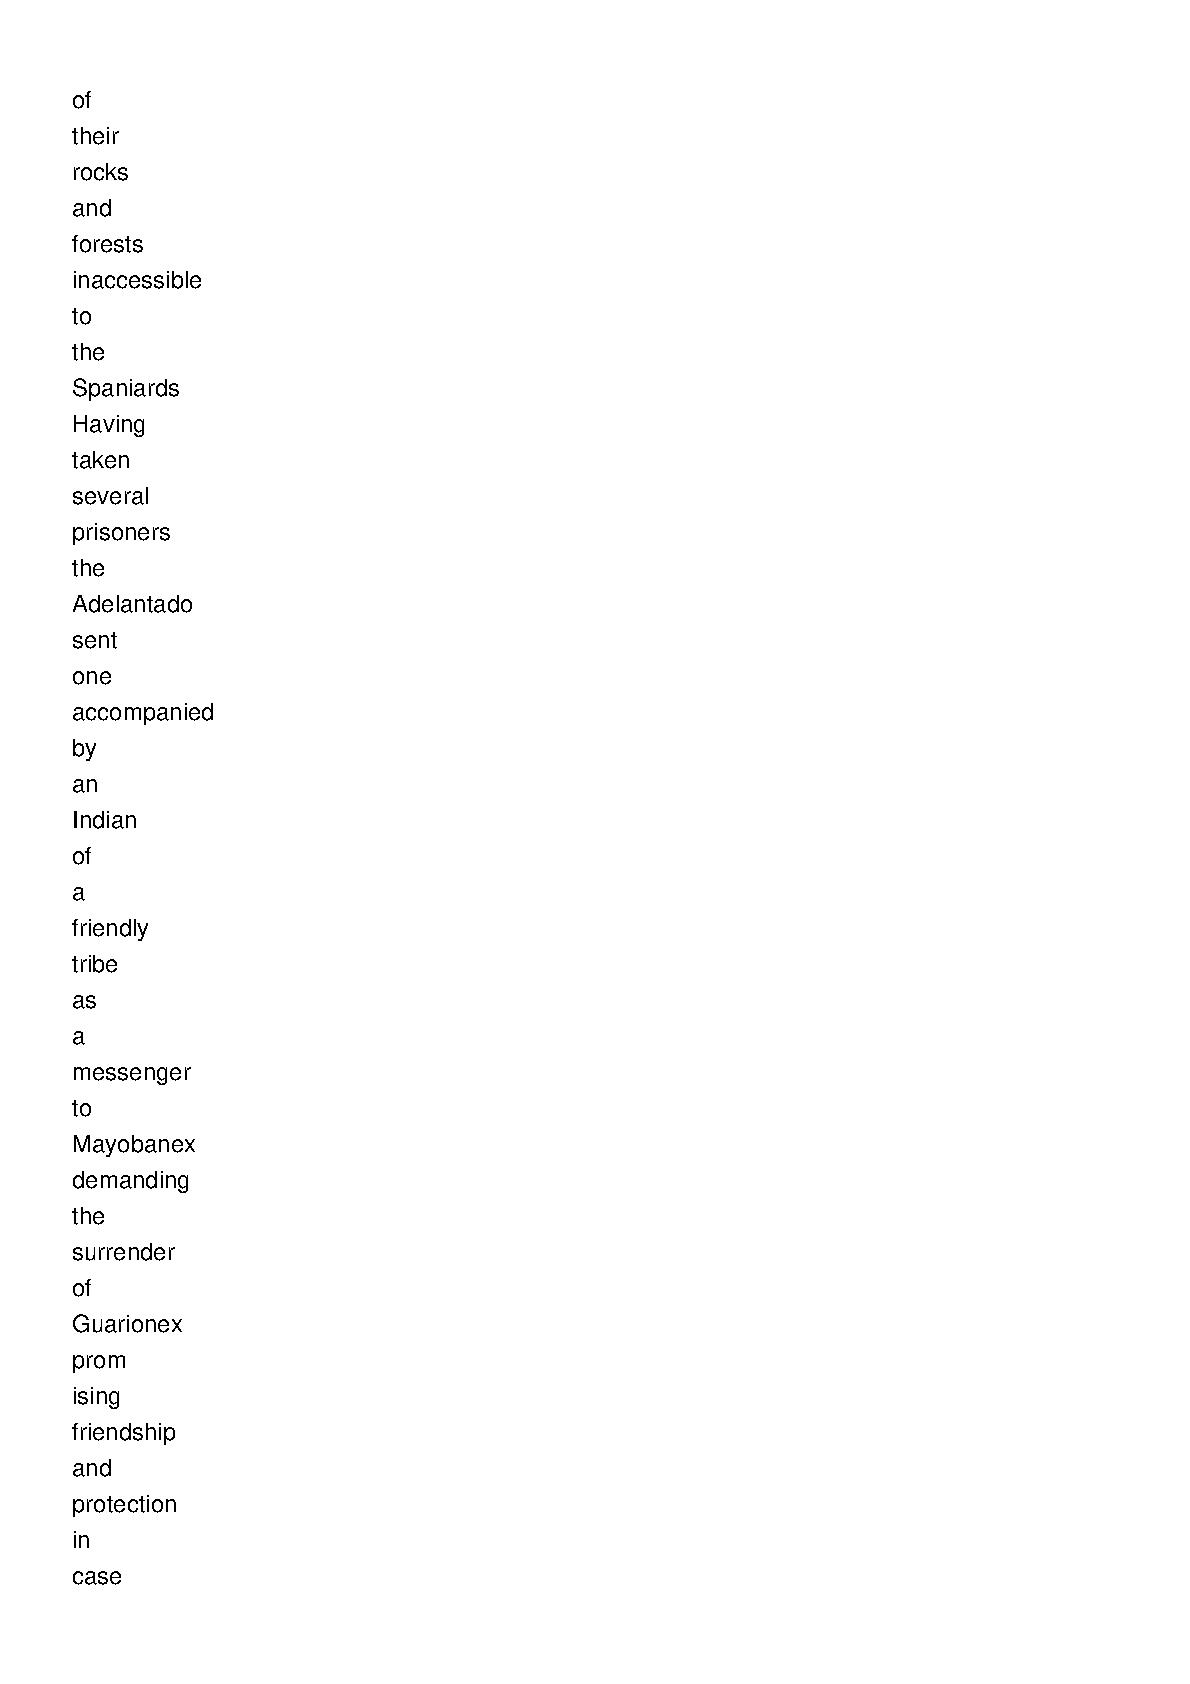 of
their
rocks
and
forests
inaccessible
to
the
Spaniards
Having
taken
several
prisoners
the
Adelantado
sent
one
accompanied
by
an
Indian
of
a
friendly
tribe
as
a
messenger
to
Mayobanex
demanding
the
surrender
of
Guarionex
prom
ising
friendship
and
protection
in
case